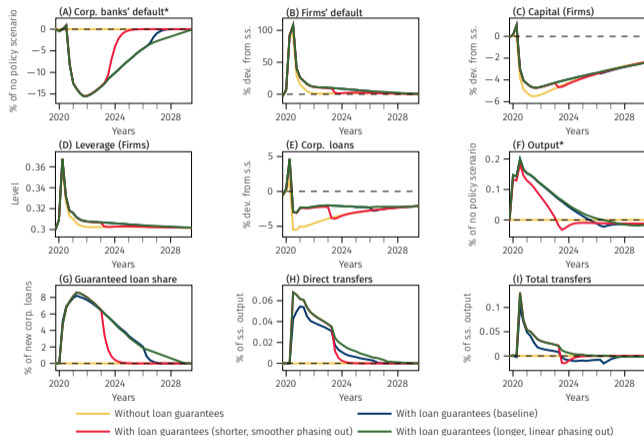 (A) Corp. banks' default*
% of no policy scenario
0
−5
−10
−15
2020 2024 2028
Years
(B) Firms' default
% dev. from s.s.
100
50
0
2020 2024 2028
Years
(C) Capital (Firms)
% dev. from s.s.
0
−2
−4
−6
2020 2024 2028
Years
(D) Leverage (Firms)
Level
0.36
0.34
0.32
0.3
2020 2024 2028
Years
(E) Corp. loans
% dev. from s.s.
5
0
−5
2020 2024 2028
Years
(F) Output*
% of no policy scenario
0.2
0.1
0
2020 2024 2028
Years
(G) Guaranteed loan share
% of new corp. loans
8
6
4
2
0
2020 2024 2028
Years
(H) Direct transfers
% of s.s. output
0.06
0.04
0.02
0
2020 2024 2028
Years
(I) Total transfers
% of s.s. output
0.1
0.05
0
2020 2024 2028
Years
Without loan guarantees
With loan guarantees (baseline)
With loan guarantees (shorter, smoother phasing out)
With loan guarantees (longer, linear phasing out)